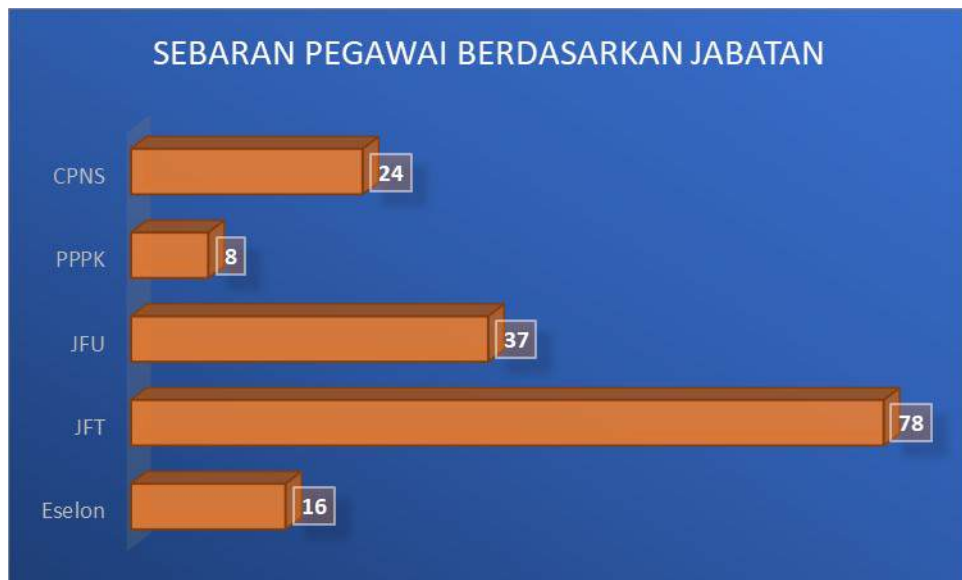 SEBARAN PEGAWAI BERDASARKAN JABATAN
CPNS 24
PPPK 8
JFU 37
JFT 78
Eselon 16